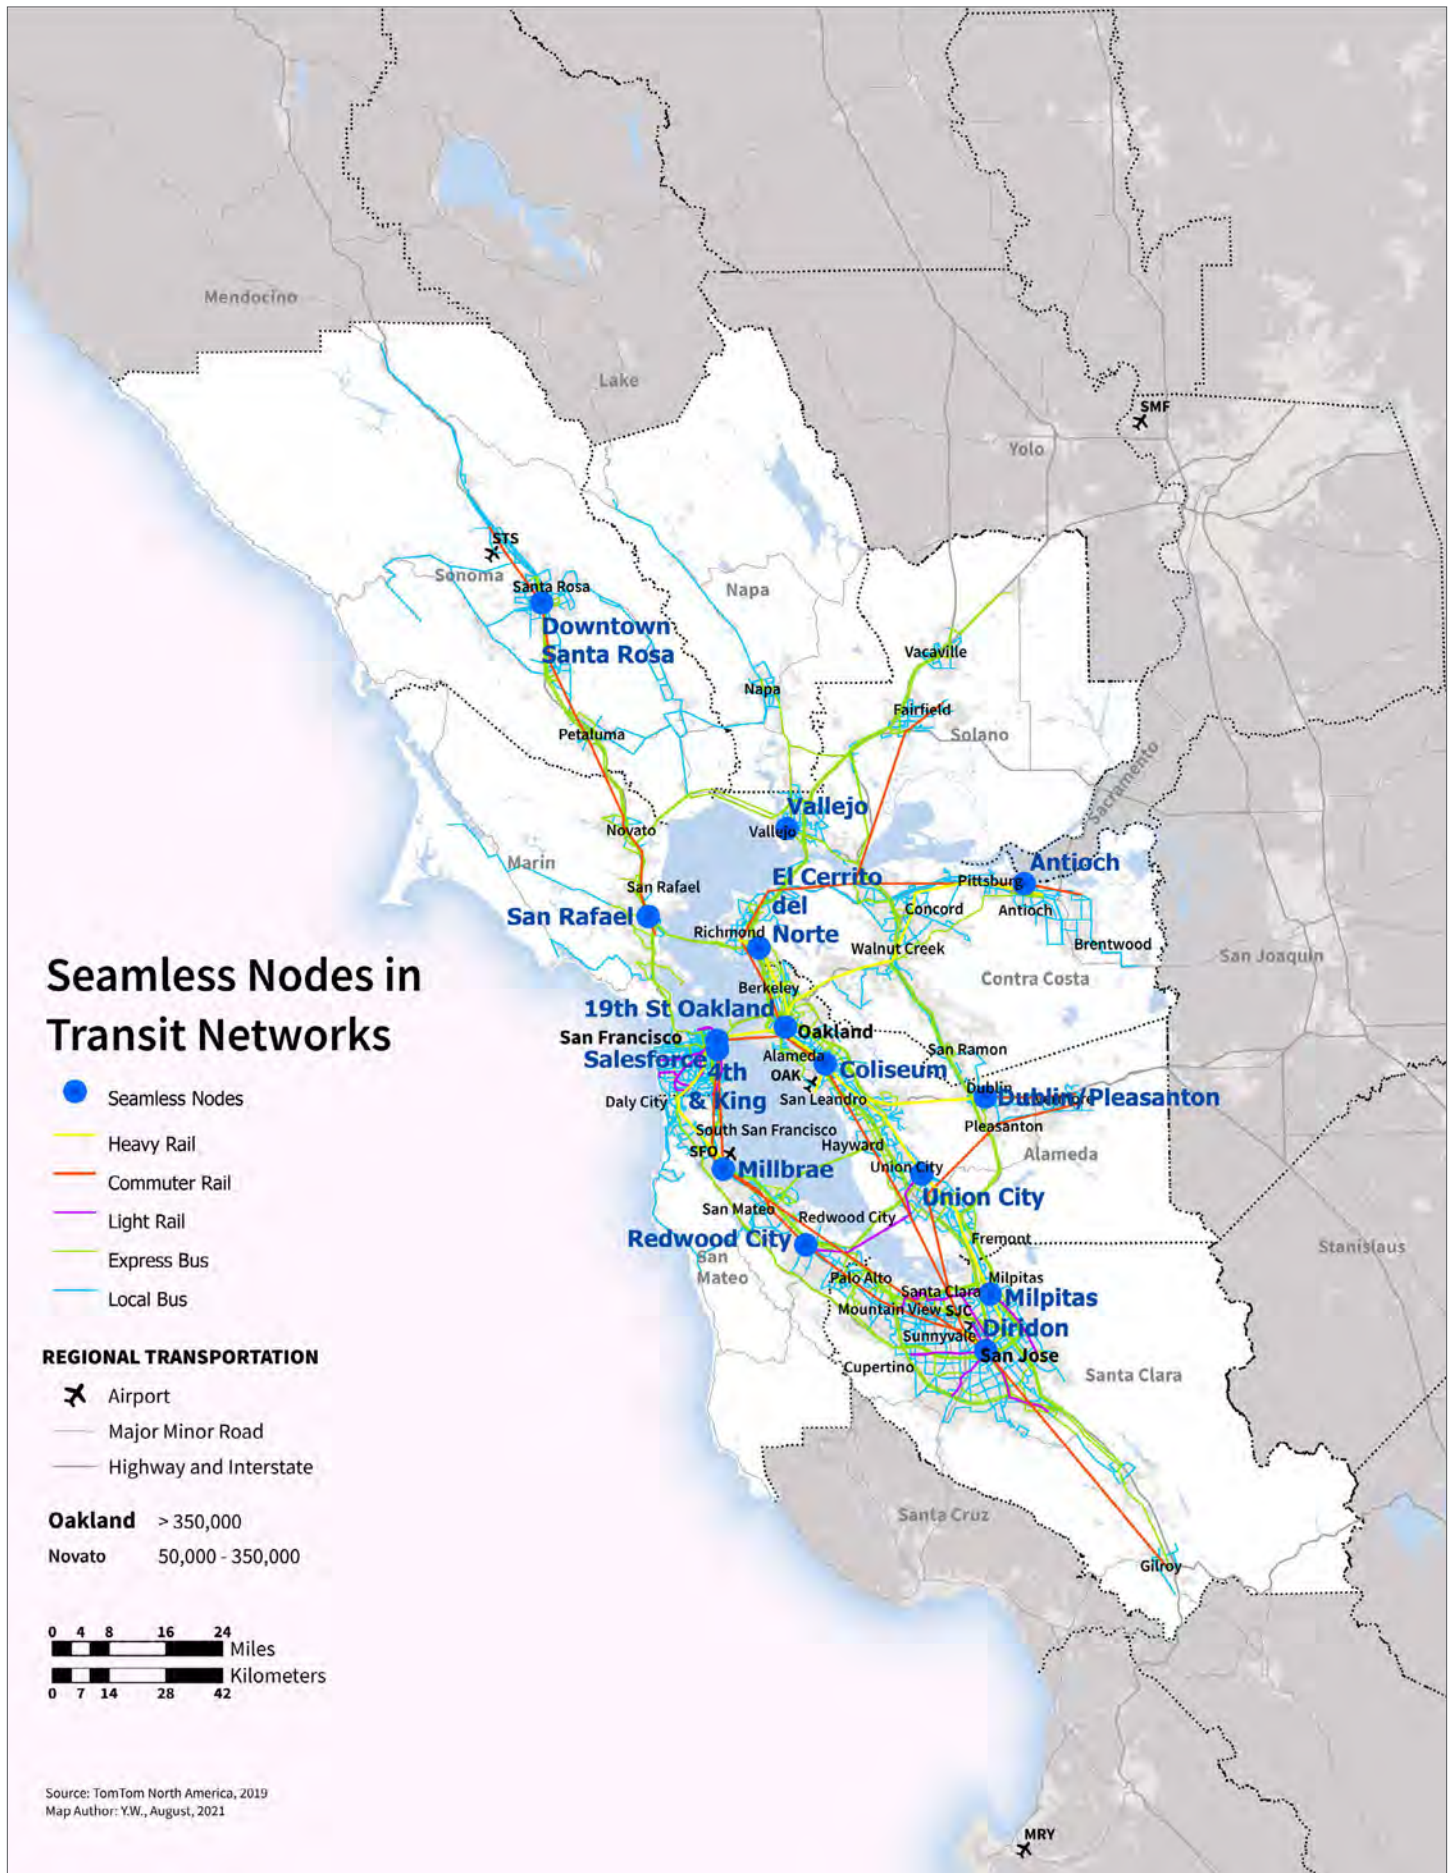 Mendocino
Lake
SMF
Yolo
STS
Sonoma
Santa Rosa
Napa
Downtown
Santa Rosa
Vacaville
Napa
Fairfield
Petaluma
Solano
Sacramento
Vallejo
Novato
Vallejo
Marin
Antioch
El Cerrito
del
Norte
Pittsburg
San Rafael
Concord
Antioch
San Rafael
Richmond
Walnut Creek
Brentwood
San Joaquin
Contra Costa
Berkeley
19th St Oakland
Oakland
San Francisco
Salesforce
4th
& King
Alameda
San Ramon
Coliseum
OAK
Dublin
Dublin/Pleasanton
San Leandro
Daly City
Pleasanton
South San Francisco
Hayward
Alameda
SFO
Millbrae
Union City
Union City
San Mateo
Redwood City
Redwood City
Fremont
Stanislaus
San
Mateo
Palo Alto
Milpitas
Santa Clara
Milpitas
Mountain View
SJC
Diridon
Sunnyvale
San Jose
Cupertino
Santa Clara
Santa Cruz
Gilroy
MRY
Seamless Nodes in
Transit Networks
Seamless Nodes
Heavy Rail
Commuter Rail
Light Rail
Express Bus
Local Bus
REGIONAL TRANSPORTATION
Airport
Major Minor Road
Highway and Interstate
Oakland > 350,000
Novato 50,000 - 350,000
0 4 8 16 24
Miles
Kilometers
0 7 14 28 42
Source: TomTom North America, 2019
Map Author: Y.W., August, 2021